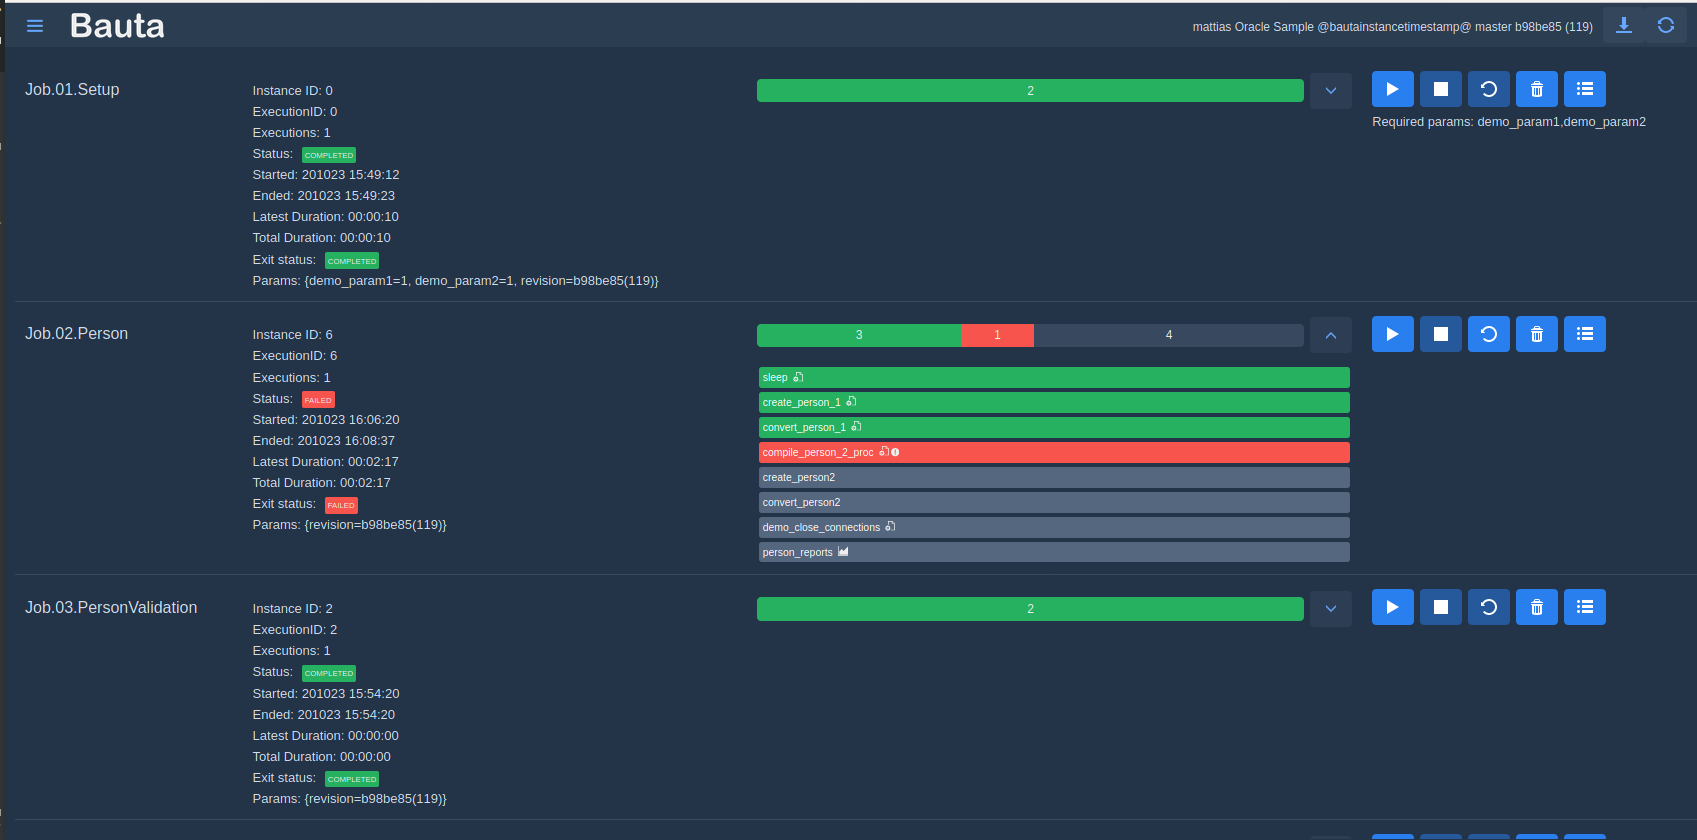 Bauta
mattias Oracle Sample @bautainstancetimestamp@ master b98be85 (119)
Job.01.Setup
Instance ID: 0
ExecutionID: 0
Executions: 1
Status: COMPLETED
Started: 201023 15:49:12
Ended: 201023 15:49:23
Latest Duration: 00:00:10
Total Duration: 00:00:10
Exit status: COMPLETED
Params: {demo_param1=1, demo_param2=1, revision=b98be85(119)}
2
Required params: demo_param1,demo_param2
Job.02.Person
Instance ID: 6
ExecutionID: 6
Executions: 1
Status: FAILED
Started: 201023 16:06:20
Ended: 201023 16:08:37
Latest Duration: 00:02:17
Total Duration: 00:02:17
Exit status: FAILED
Params: {revision=b98be85(119)}
3 1 4
sleep
create_person_1
convert_person_1
compile_person_2_proc
create_person2
convert_person2
demo_close_connections
person_reports
Job.03.PersonValidation
Instance ID: 2
ExecutionID: 2
Executions: 1
Status: COMPLETED
Started: 201023 15:54:20
Ended: 201023 15:54:20
Latest Duration: 00:00:00
Total Duration: 00:00:00
Exit status: COMPLETED
Params: {revision=b98be85(119)}
2